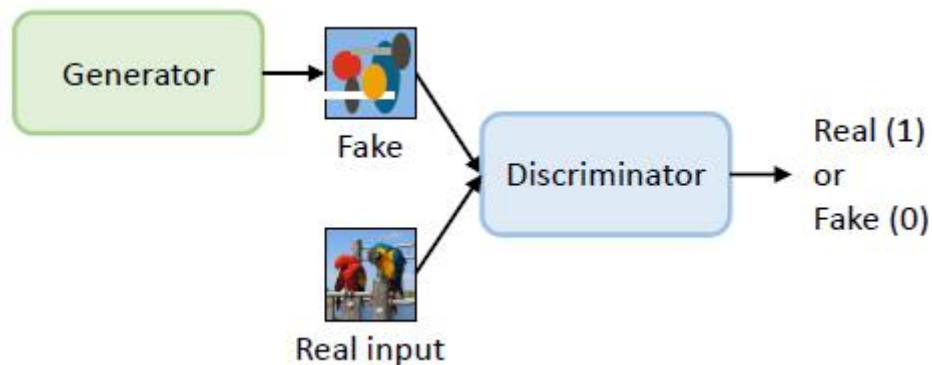 Generator
Fake
Discriminator
Real (1)
or
Fake (0)
Real input